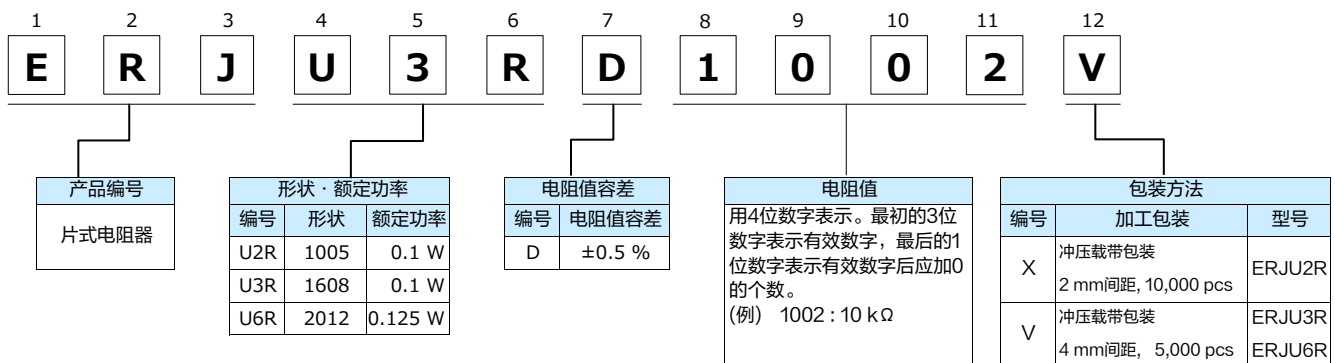 1 2 3 4 5 6 7 8 9 10 11 12
E R J U 3 R D 1 0 0 2 V
产品编号
片式电阻器
形状・额定功率
编号 形状 额定功率
U2R 1005 0.1 W
U3R 1608 0.1 W
U6R 2012 0.125 W
电阻值容差
编号 电阻值容差
D ±0.5 %
电阻值
用4位数字表示。最初的3位
数字表示有效数字，最后的1
位数字表示有效数字后应加0
的个数。
(例) 1002 : 10 kΩ
包装方法
编号 加工包装 型号
X 冲压载带包装 ERJU2R
2 mm间距, 10,000 pcs
V 冲压载带包装 ERJU3R
4 mm间距, 5,000 pcs ERJU6R